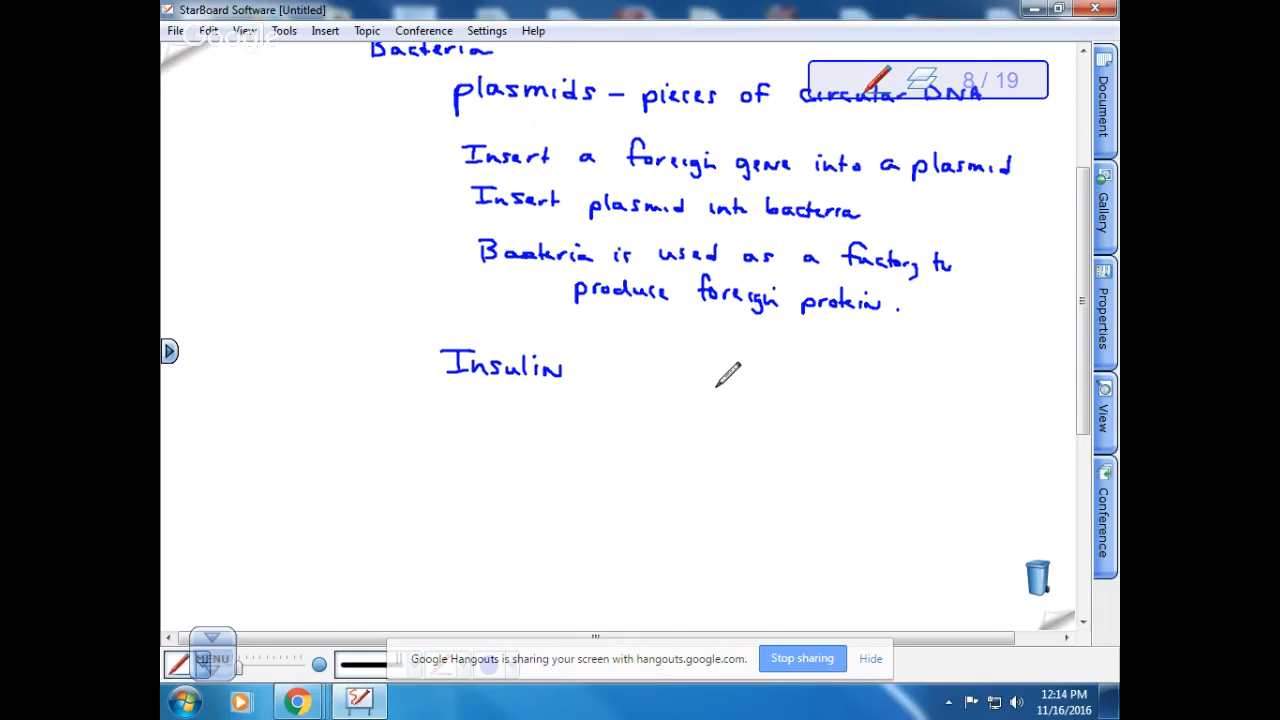 StarBoard Software [Untitled]
File Edit View Tools Insert Topic Conference Settings Help
Google
Bacteria
8 / 19
plasmids - pieces of circular DNA
Insert a foreign gene into a plasmid
Insert plasmid into bacteria
Bacteria is used as a factory to
produce foreign protein.
Insulin
Document
Gallery
Properties
View
Conference
MENU
Google Hangouts is sharing your screen with hangouts.google.com. Stop sharing Hide
12:14 PM
11/16/2016